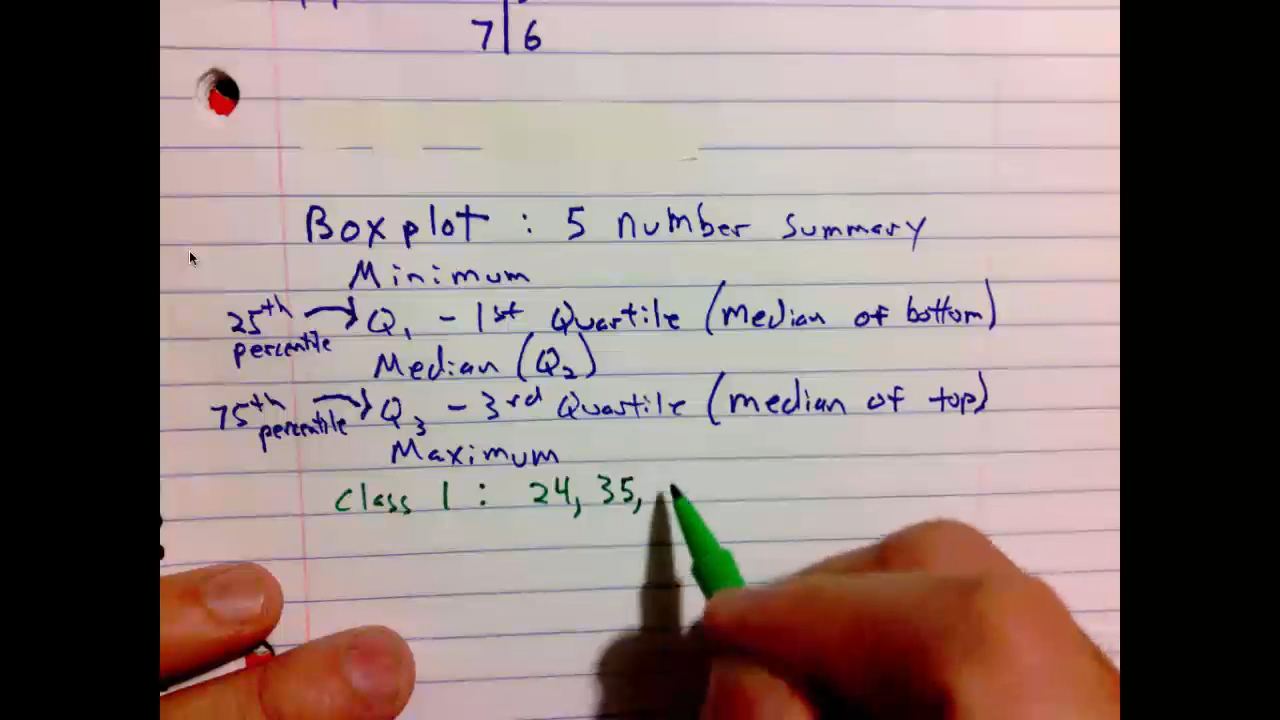 7 | 6
Boxplot : 5 number summary
Minimum
25th percentile → Q1 - 1st Quartile (median of bottom)
Median (Q2)
75th percentile → Q3 - 3rd Quartile (median of top)
Maximum
Class 1 : 24, 35,